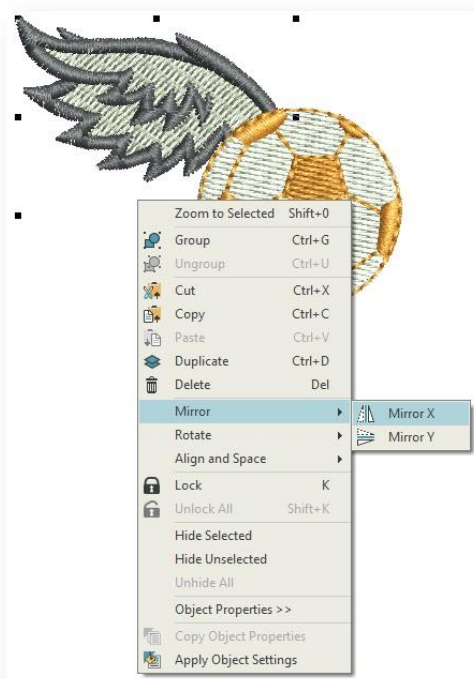 Zoom to Selected Shift+0
Group Ctrl+G
Ungroup Ctrl+U
Cut Ctrl+X
Copy Ctrl+C
Paste Ctrl+V
Duplicate Ctrl+D
Delete Del
Mirror
Mirror X
Rotate
Mirror Y
Align and Space
Lock K
Unlock All Shift+K
Hide Selected
Hide Unselected
Unhide All
Object Properties >>
Copy Object Properties
Apply Object Settings